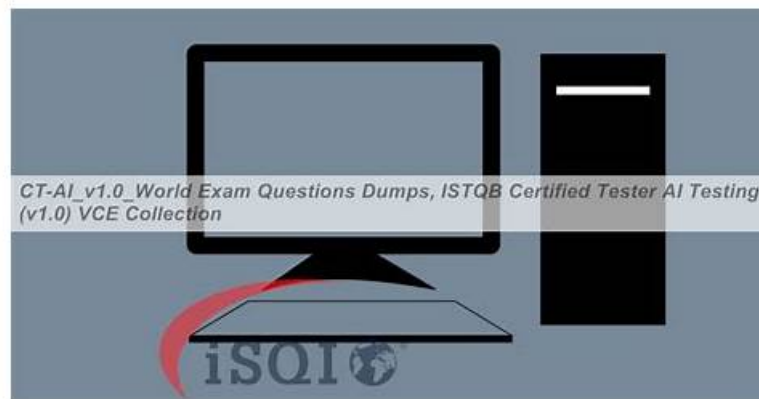 CT-AI_v1.0_World Exam Questions Dumps, ISTQB Certified Tester AI Testing
(v1.0) VCE Collection
iSQI